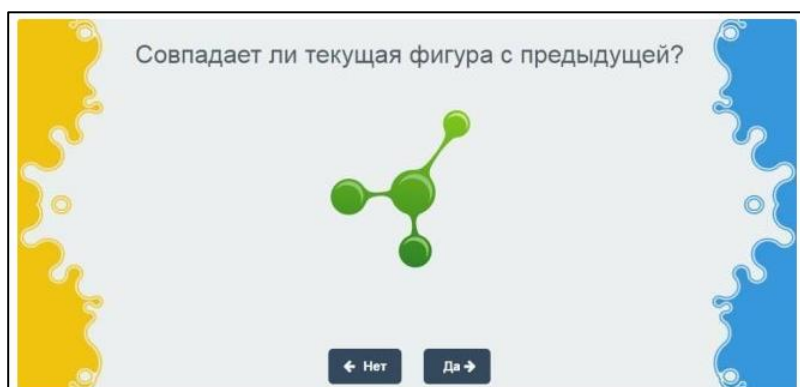 Совпадает ли текущая фигура с предыдущей?
← Нет
Да →